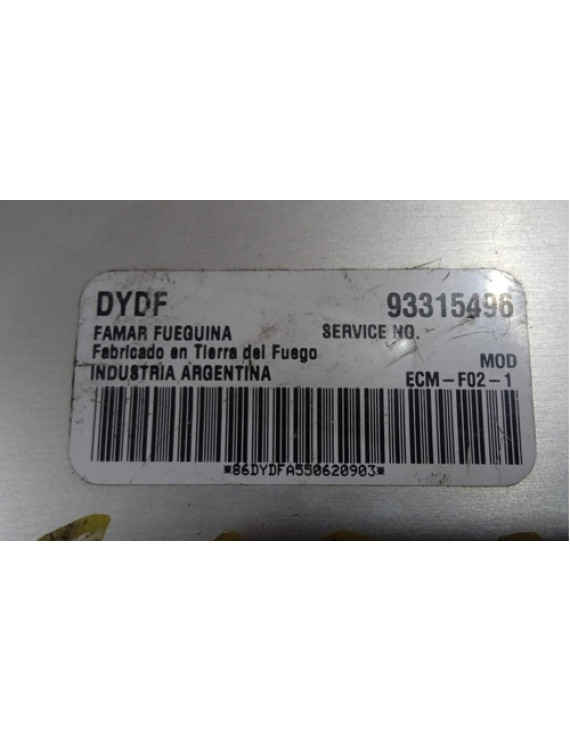 DYDF 93315496
FAMAR FUEGUINA SERVICE NO.
Fabricado en Tierra del Fuego
MOD
INDUSTRIA ARGENTINA ECM-F02-1
*86DYDFA550620903*